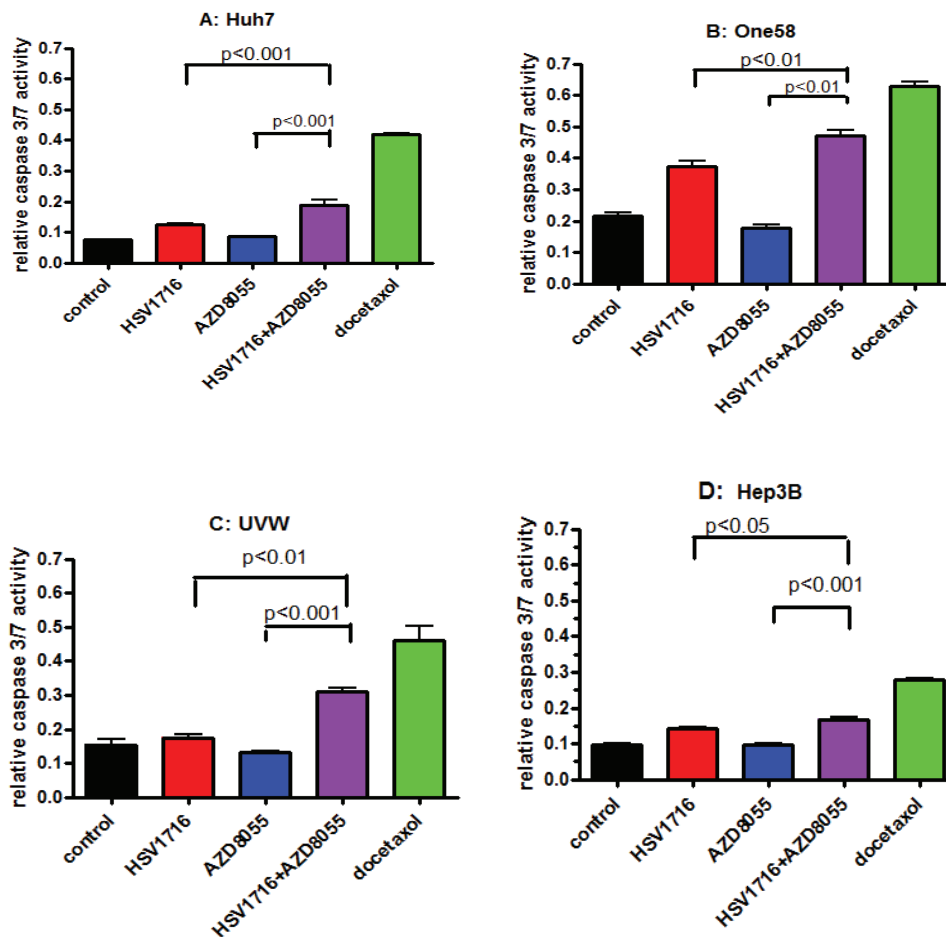 A: Huh7
relative caspase 3/7 activity
0.7
0.6
0.5
0.4
0.3
0.2
0.1
0.0
p<0.001
p<0.001
control
HSV1716
AZD8055
HSV1716+AZD8055
docetaxol
B: One58
relative caspase 3/7 activity
0.7
0.6
0.5
0.4
0.3
0.2
0.1
0.0
p<0.01
p<0.01
control
HSV1716
AZD8055
HSV1716+AZD8055
docetaxol
C: UVW
relative caspase 3/7 activity
0.7
0.6
0.5
0.4
0.3
0.2
0.1
0.0
p<0.01
p<0.001
control
HSV1716
AZD8055
HSV1716+AZD8055
docetaxol
D: Hep3B
relative caspase 3/7 activity
0.7
0.6
0.5
0.4
0.3
0.2
0.1
0.0
p<0.05
p<0.001
control
HSV1716
AZD8055
HSV1716+AZD8055
docetaxol